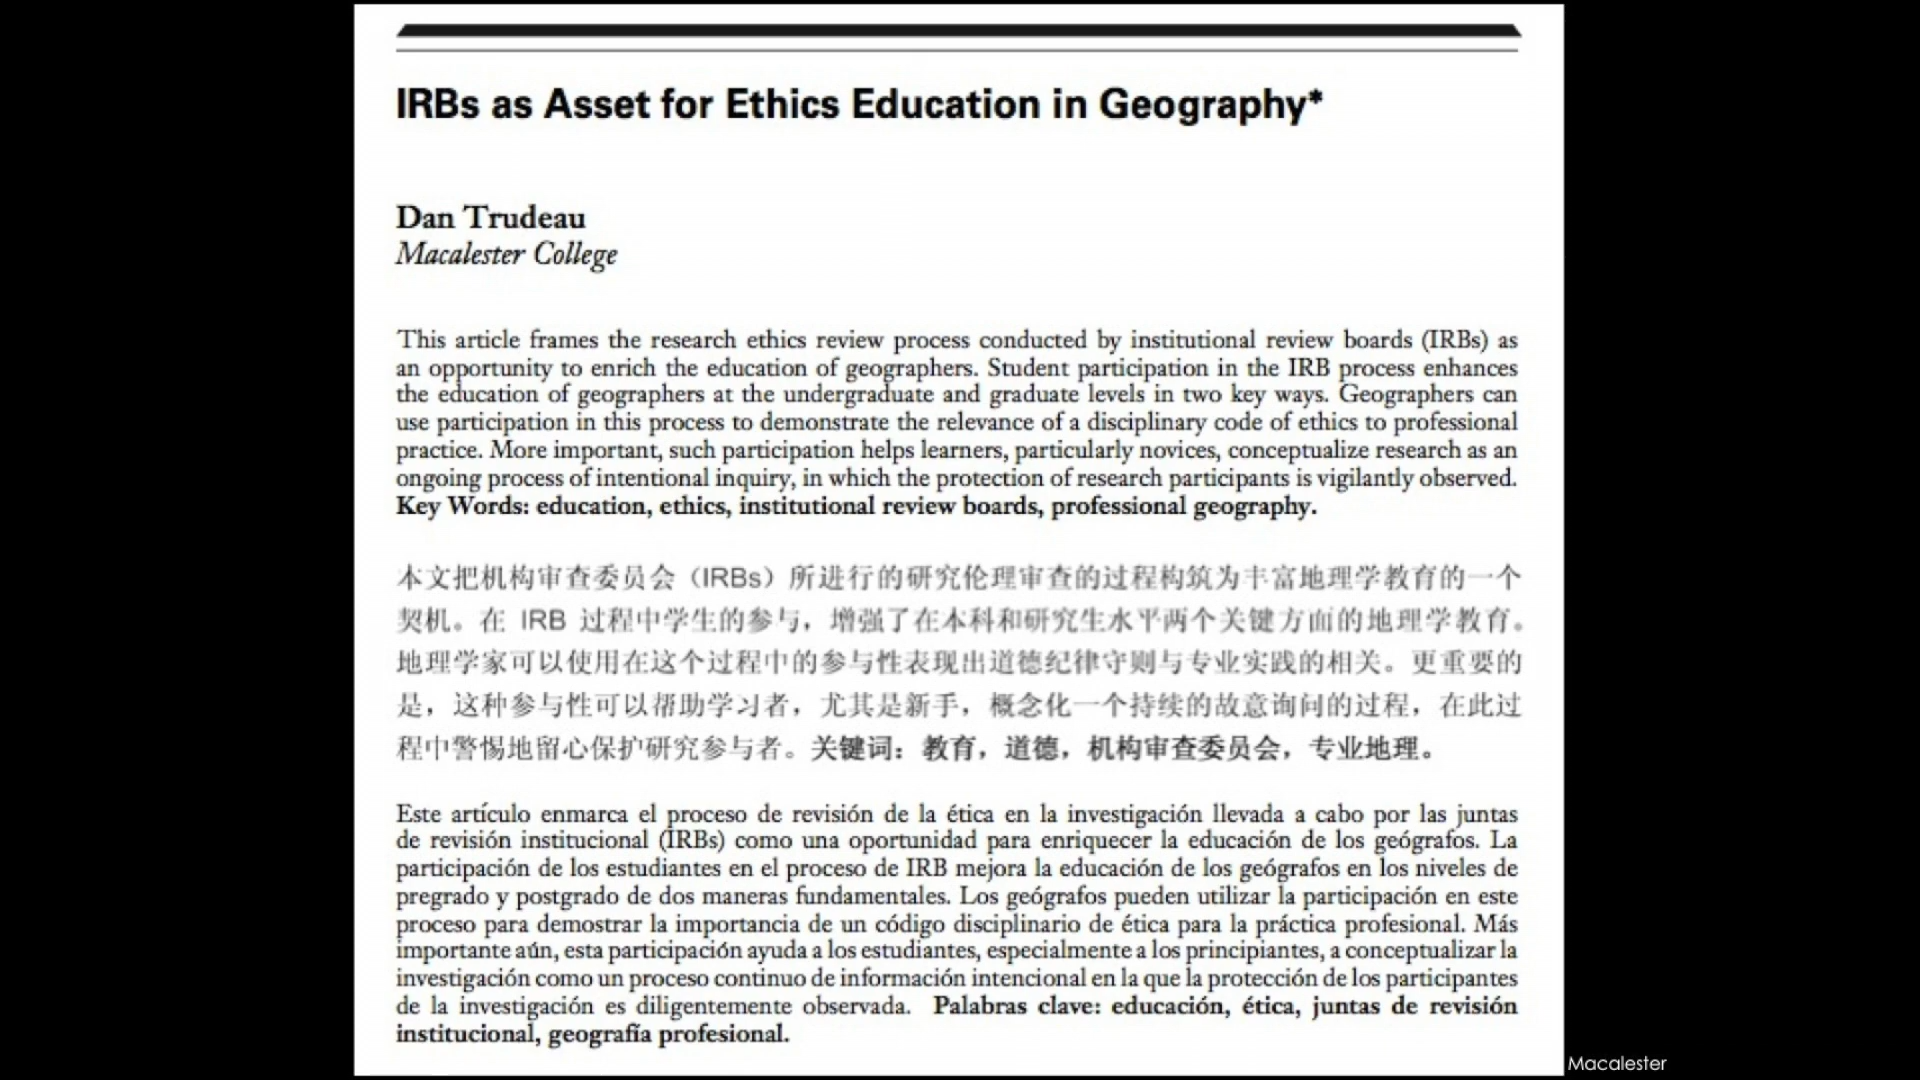 IRBs as Asset for Ethics Education in Geography*
Dan Trudeau
Macalester College
This article frames the research ethics review process conducted by institutional review boards (IRBs) as
an opportunity to enrich the education of geographers. Student participation in the IRB process enhances
the education of geographers at the undergraduate and graduate levels in two key ways. Geographers can
use participation in this process to demonstrate the relevance of a disciplinary code of ethics to professional
practice. More important, such participation helps learners, particularly novices, conceptualize research as an
ongoing process of intentional inquiry, in which the protection of research participants is vigilantly observed.
Key Words: education, ethics, institutional review boards, professional geography.
本文把机构审查委员会（IRBs）所进行的研究伦理审查的过程构筑为丰富地理学教育的一个
契机。在 IRB 过程中学生的参与，增强了在本科和研究生水平两个关键方面的地理学教育。
地理学家可以使用在这个过程中的参与性表现出道德纪律守则与专业实践的相关。更重要的
是，这种参与性可以帮助学习者，尤其是新手，概念化一个持续的故意询问的过程，在此过
程中警惕地留心保护研究参与者。关键词：教育，道德，机构审查委员会，专业地理。
Este artículo enmarca el proceso de revisión de la ética en la investigación llevada a cabo por las juntas
de revisión institucional (IRBs) como una oportunidad para enriquecer la educación de los geógrafos. La
participación de los estudiantes en el proceso de IRB mejora la educación de los geógrafos en los niveles de
pregrado y postgrado de dos maneras fundamentales. Los geógrafos pueden utilizar la participación en este
proceso para demostrar la importancia de un código disciplinario de ética para la práctica profesional. Más
importante aún, esta participación ayuda a los estudiantes, especialmente a los principiantes, a conceptualizar la
investigación como un proceso continuo de información intencional en la que la protección de los participantes
de la investigación es diligentemente observada. Palabras clave: educación, ética, juntas de revisión
institucional, geografía profesional.
Macalester